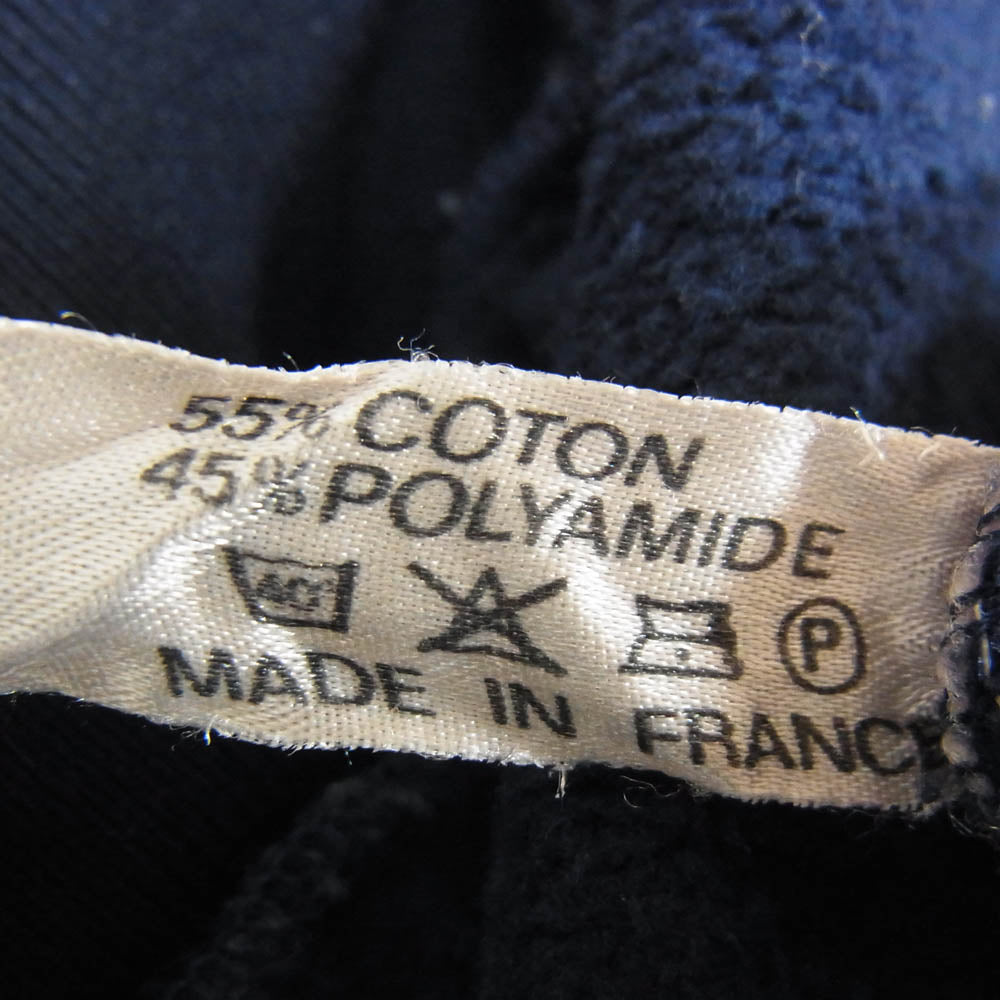 55% COTON
45% POLYAMIDE
40°
P
MADE IN FRANCE